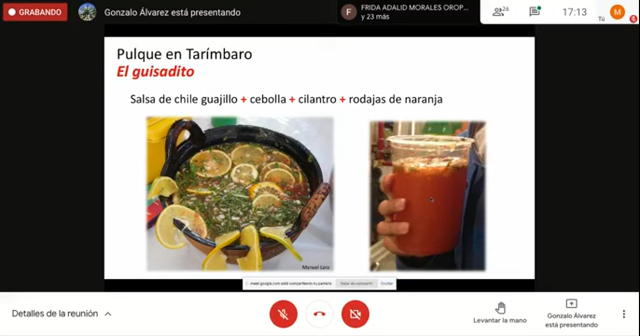 GRABANDO
Gonzalo Álvarez está presentando
F
FRIDA ADALID MORALES OROP...
y 23 más
26
17:13
Tú
M
Pulque en Tarímbaro
El guisadito
Salsa de chile guajillo + cebolla + cilantro + rodajas de naranja
Manuel Lara
Detalles de la reunión
Levantar la mano
Gonzalo Álvarez
está presentando